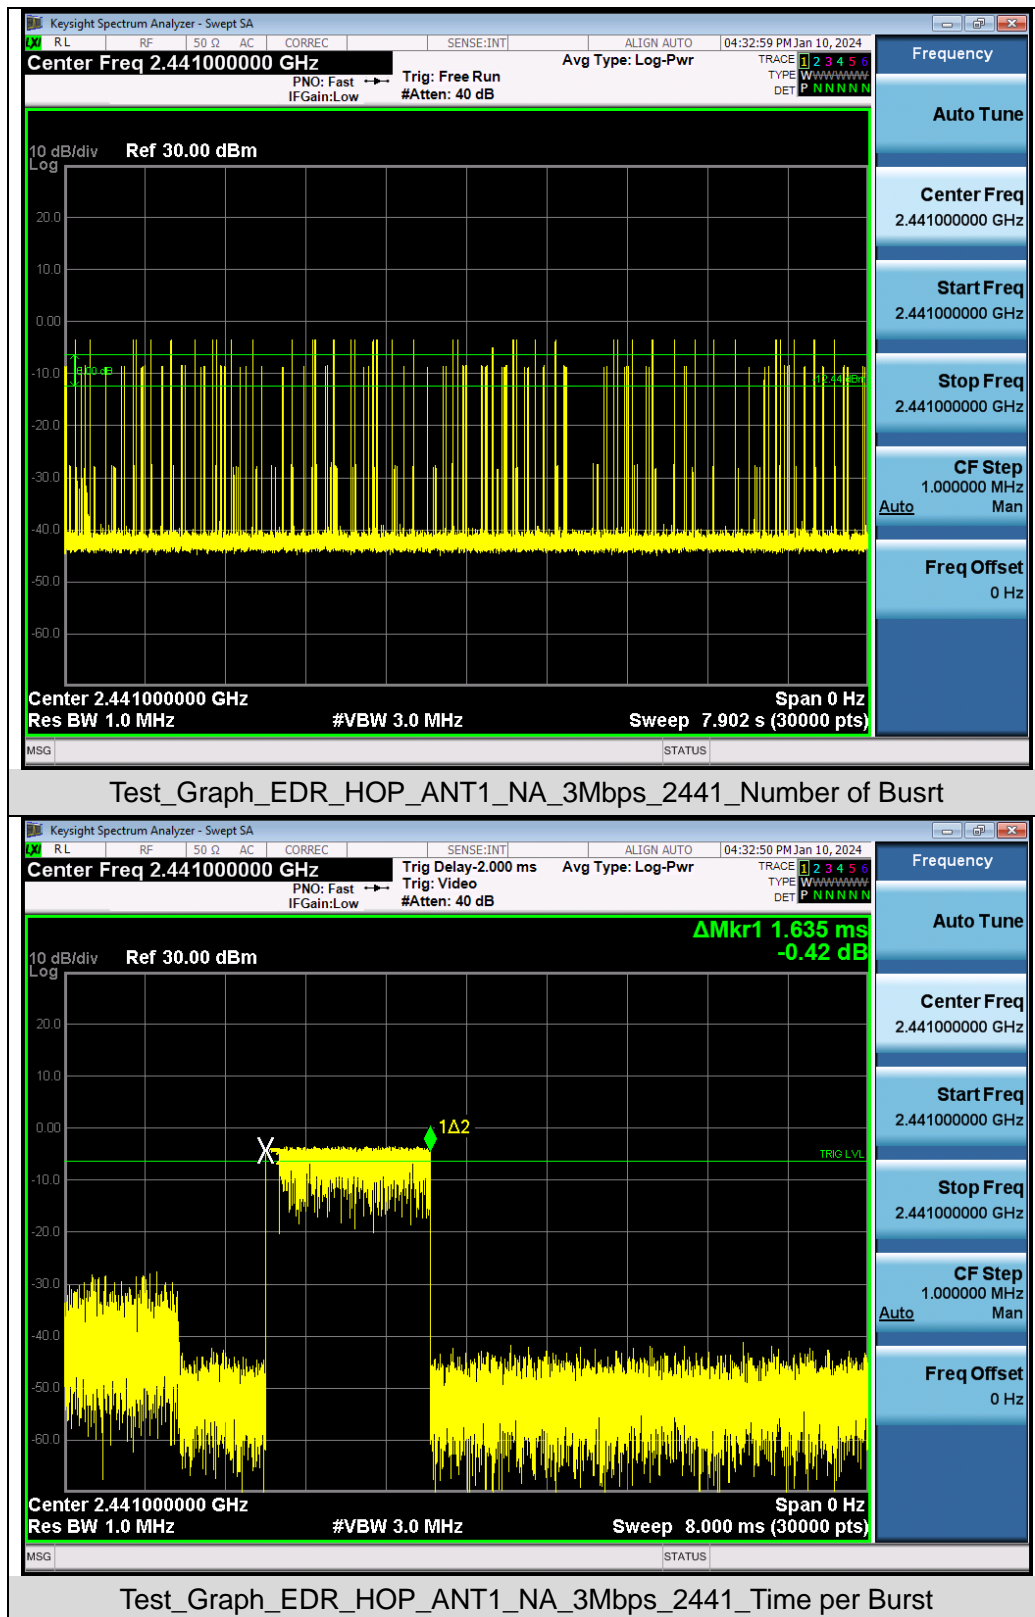 Keysight Spectrum Analyzer - Swept SA
LXI RL RF 50 Ω AC CORREC SENSE:INT ALIGN AUTO 04:32:59 PM Jan 10, 2024
Center Freq 2.441000000 GHz
PNO: Fast
IFGain:Low
Trig: Free Run
#Atten: 40 dB
Avg Type: Log-Pwr
TRACE 1 2 3 4 5 6
TYPE WWWWWW
DET P N N N N N
10 dB/div
Log
Ref 30.00 dBm
20.0
10.0
0.00
-10.0
-20.0
-30.0
-40.0
-50.0
-60.0
Center 2.441000000 GHz
Span 0 Hz
Res BW 1.0 MHz
#VBW 3.0 MHz
Sweep 7.902 s (30000 pts)
MSG
STATUS
Frequency
Auto Tune
Center Freq
2.441000000 GHz
Start Freq
2.441000000 GHz
Stop Freq
2.441000000 GHz
CF Step
1.000000 MHz
Auto Man
Freq Offset
0 Hz
Test_Graph_EDR_HOP_ANT1_NA_3Mbps_2441_Number of Busrt
Keysight Spectrum Analyzer - Swept SA
LXI RL RF 50 Ω AC CORREC SENSE:INT ALIGN AUTO 04:32:50 PM Jan 10, 2024
Center Freq 2.441000000 GHz
PNO: Fast
IFGain:Low
Trig Delay-2.000 ms
Trig: Video
#Atten: 40 dB
Avg Type: Log-Pwr
TRACE 1 2 3 4 5 6
TYPE WWWWWW
DET P N N N N N
ΔMkr1 1.635 ms
-0.42 dB
10 dB/div
Log
Ref 30.00 dBm
20.0
10.0
0.00
-10.0
-20.0
-30.0
-40.0
-50.0
-60.0
1Δ2
TRIG LVL
Center 2.441000000 GHz
Span 0 Hz
Res BW 1.0 MHz
#VBW 3.0 MHz
Sweep 8.000 ms (30000 pts)
MSG
STATUS
Frequency
Auto Tune
Center Freq
2.441000000 GHz
Start Freq
2.441000000 GHz
Stop Freq
2.441000000 GHz
CF Step
1.000000 MHz
Auto Man
Freq Offset
0 Hz
Test_Graph_EDR_HOP_ANT1_NA_3Mbps_2441_Time per Burst